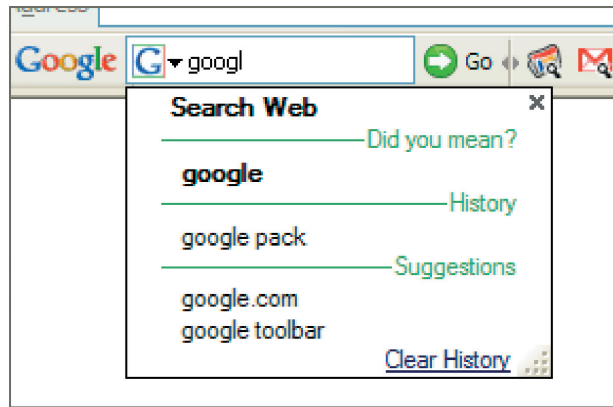 Address
Google G googl Go
Search Web
Did you mean?
google
History
google pack
Suggestions
google.com
google toolbar
Clear History